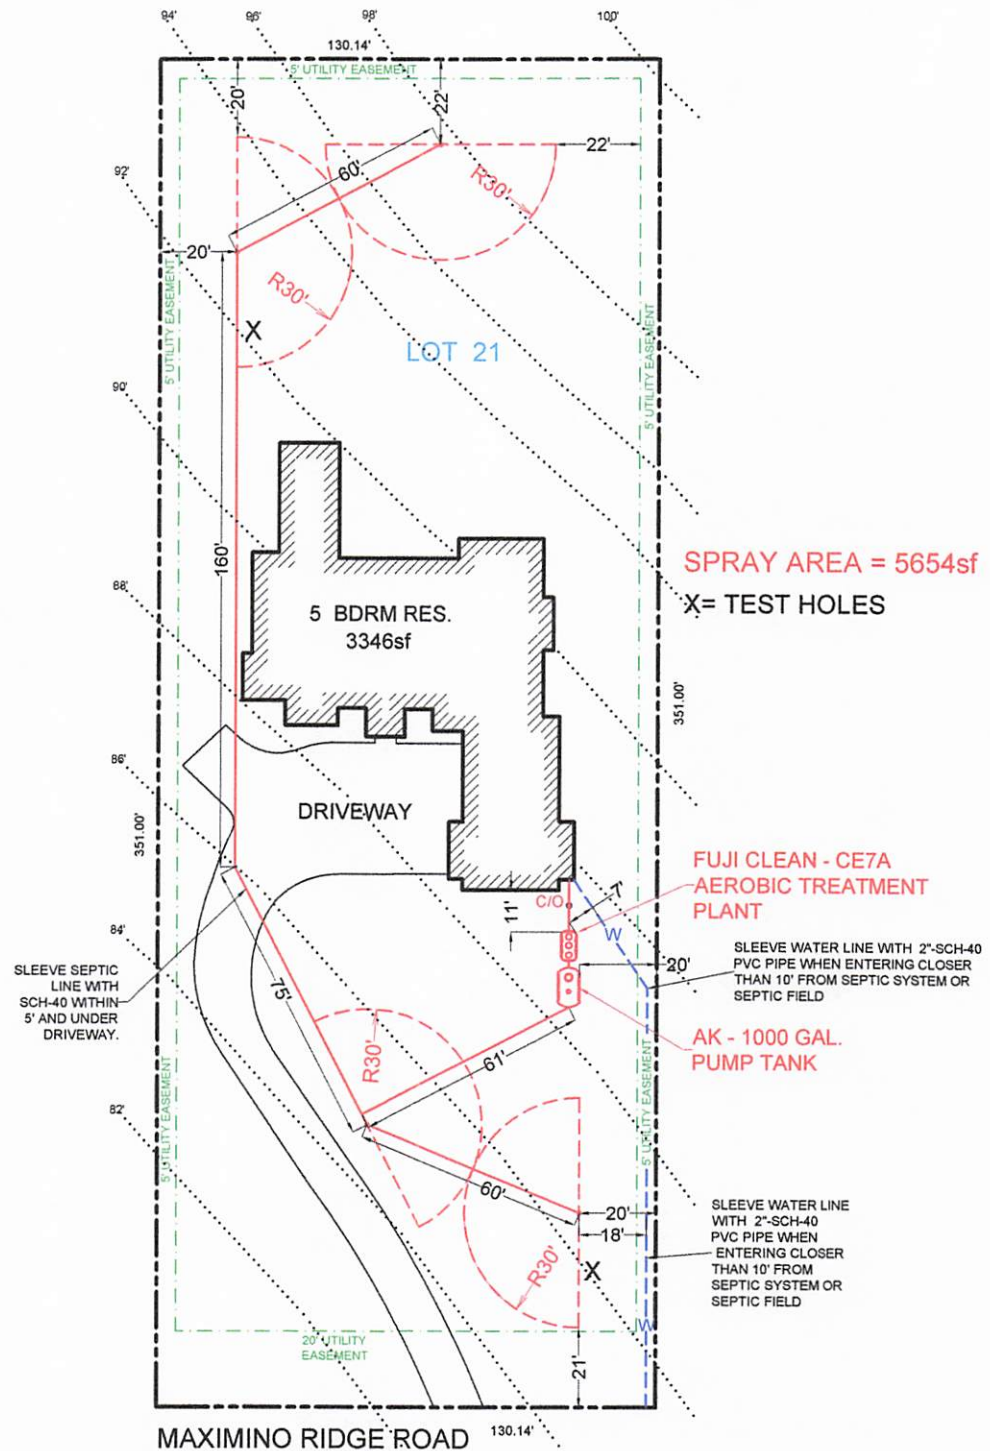 94'
96'
98'
100'
130.14'
5' UTILITY EASEMENT
20'
22'
60'
22'
R30'
92'
20'
R30'
X
5' UTILITY EASEMENT
5' UTILITY EASEMENT
LOT 21
90'
160'
SPRAY AREA = 5654sf
X= TEST HOLES
88'
5 BDRM RES.
3346sf
351.00'
86'
351.00'
DRIVEWAY
FUJI CLEAN - CE7A
AEROBIC TREATMENT
PLANT
C/O
11'
7'
W
84'
20'
SLEEVE WATER LINE WITH 2"-SCH-40
PVC PIPE WHEN ENTERING CLOSER
THAN 10' FROM SEPTIC SYSTEM OR
SEPTIC FIELD
SLEEVE SEPTIC
LINE WITH
SCH-40 WITHIN
5' AND UNDER
DRIVEWAY.
75'
AK - 1000 GAL.
PUMP TANK
R30'
61'
82'
5' UTILITY EASEMENT
5' UTILITY EASEMENT
60'
20'
18'
SLEEVE WATER LINE
WITH 2"-SCH-40
PVC PIPE WHEN
ENTERING CLOSER
THAN 10' FROM
SEPTIC SYSTEM OR
SEPTIC FIELD
R30'
X
W
20' UTILITY
EASEMENT
21'
MAXIMINO RIDGE ROAD
130.14'